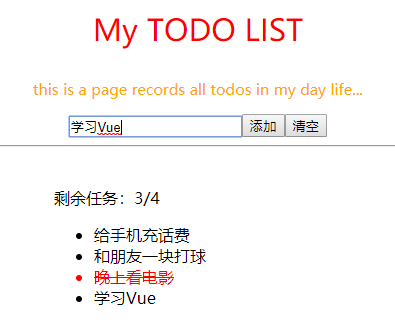 My TODO LIST
this is a page records all todos in my day life...
学习Vue 添加 清空
剩余任务：3/4
给手机充话费
和朋友一块打球
晚上看电影
学习Vue